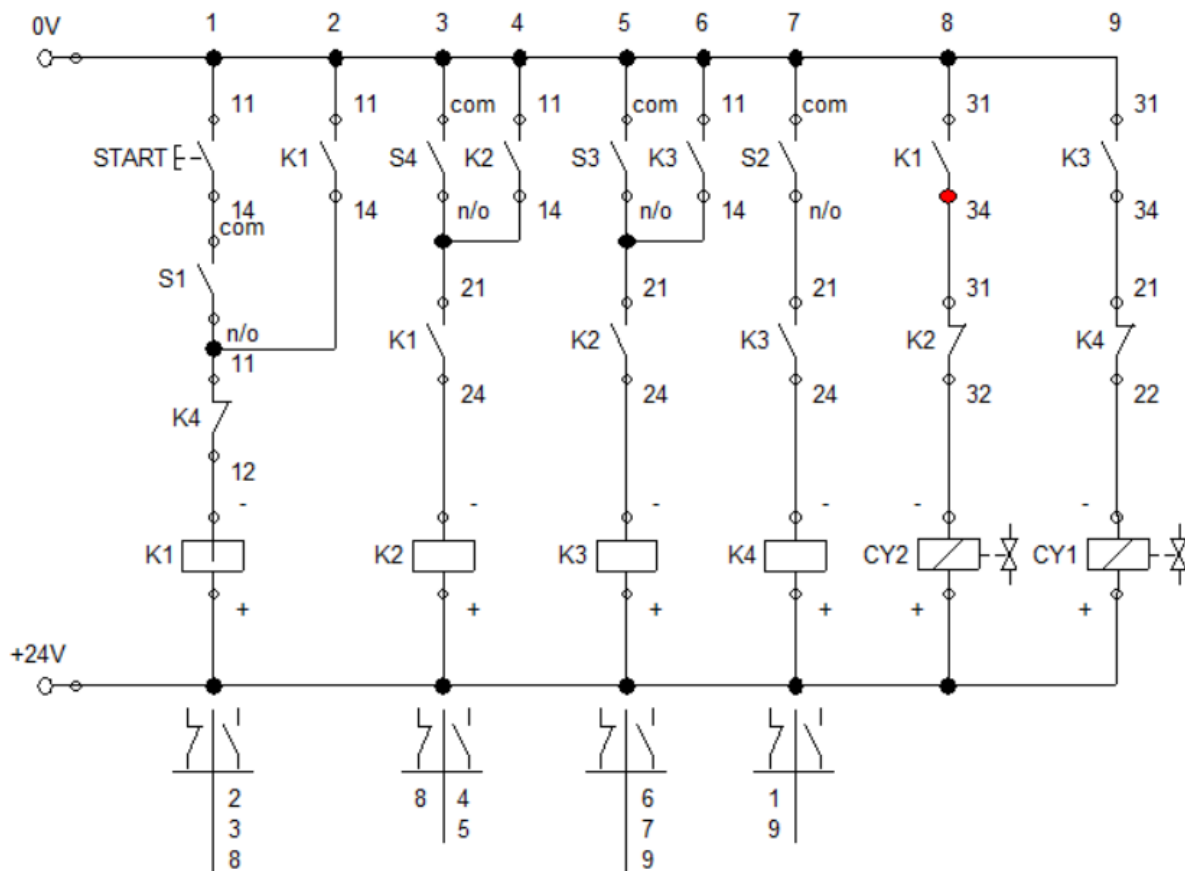 0V 1 2 3 4 5 6 7 8 9
11 11 com 11 com 11 com 31 31
START K1 S4 K2 S3 K3 S2 K1 K3
14 14 n/o 14 n/o 14 n/o 34 34
com
S1 21 21 21 31 21
n/o K1 K2 K3 K2 K4
11
24 24 24 32 22
K4
12
- - - - - -
K1 K2 K3 K4 CY2 CY1
+ + + + + +
+24V
2 8 4 6 1
3 5 7 9
8 9